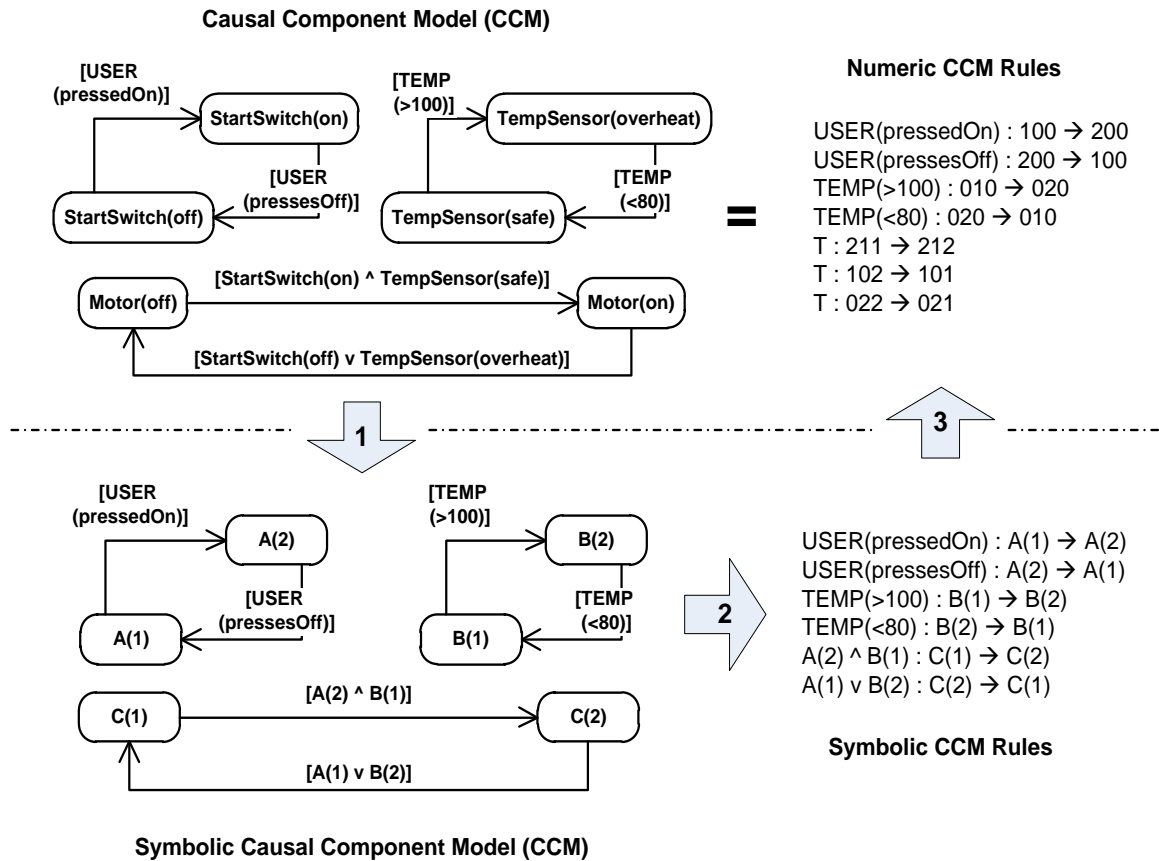 Causal Component Model (CCM)
[USER
(pressedOn)]
StartSwitch(on)
[USER
(pressesOff)]
StartSwitch(off)
[TEMP
(>100)]
TempSensor(overheat)
[TEMP
(<80)]
TempSensor(safe)
[StartSwitch(on) ^ TempSensor(safe)]
Motor(off)
Motor(on)
[StartSwitch(off) v TempSensor(overheat)]
=
Numeric CCM Rules
USER(pressedOn) : 100 → 200
USER(pressesOff) : 200 → 100
TEMP(>100) : 010 → 020
TEMP(<80) : 020 → 010
T : 211 → 212
T : 102 → 101
T : 022 → 021
1
3
[USER
(pressedOn)]
A(2)
[USER
(pressesOff)]
A(1)
[TEMP
(>100)]
B(2)
[TEMP
(<80)]
B(1)
[A(2) ^ B(1)]
C(1)
C(2)
[A(1) v B(2)]
2
USER(pressedOn) : A(1) → A(2)
USER(pressesOff) : A(2) → A(1)
TEMP(>100) : B(1) → B(2)
TEMP(<80) : B(2) → B(1)
A(2) ^ B(1) : C(1) → C(2)
A(1) v B(2) : C(2) → C(1)
Symbolic CCM Rules
Symbolic Causal Component Model (CCM)